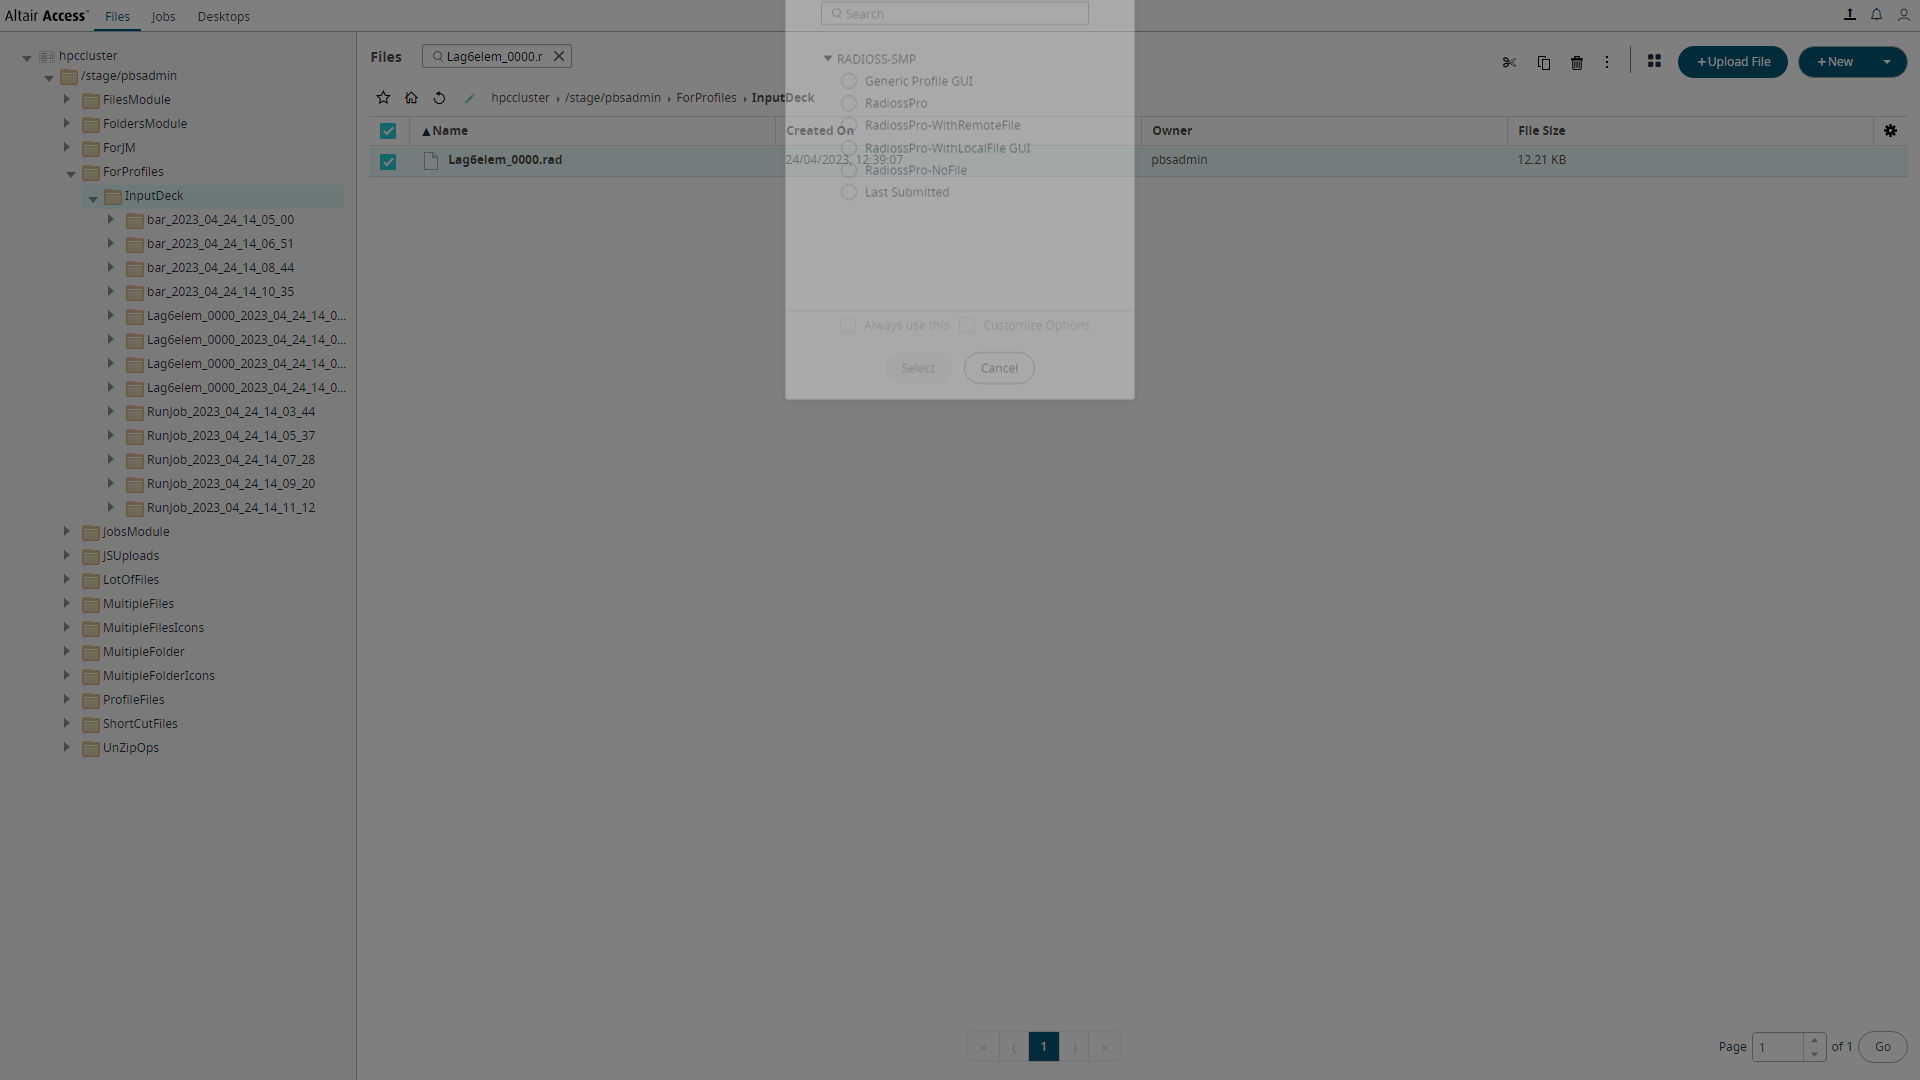 Altair Access™ Files Jobs Desktops
hpccluster
/stage/pbsadmin
FilesModule
FoldersModule
ForJM
ForProfiles
InputDeck
bar_2023_04_24_14_05_00
bar_2023_04_24_14_06_51
bar_2023_04_24_14_08_44
bar_2023_04_24_14_10_35
Lag6elem_0000_2023_04_24_14_0...
Lag6elem_0000_2023_04_24_14_0...
Lag6elem_0000_2023_04_24_14_0...
Lag6elem_0000_2023_04_24_14_0...
RunJob_2023_04_24_14_03_44
RunJob_2023_04_24_14_05_37
RunJob_2023_04_24_14_07_28
RunJob_2023_04_24_14_09_20
RunJob_2023_04_24_14_11_12
JobsModule
JSUploads
LotOfFiles
MultipleFiles
MultipleFilesIcons
MultipleFolder
MultipleFolderIcons
ProfileFiles
ShortCutFiles
UnZipOps
Files Lag6elem_0000.r
+Upload File +New
hpccluster › /stage/pbsadmin › ForProfiles › InputDeck
Name Created On Owner File Size
Lag6elem_0000.rad 24/04/2023, 12:39:07 pbsadmin 12.21 KB
Search
RADIOSS-SMP
Generic Profile GUI
RadiossPro
RadiossPro-WithRemoteFile
RadiossPro-WithLocalFile GUI
RadiossPro-NoFile
Last Submitted
Always use this Customize Options
Select Cancel
« ⟨ 1 ⟩ » Page 1 of 1 Go